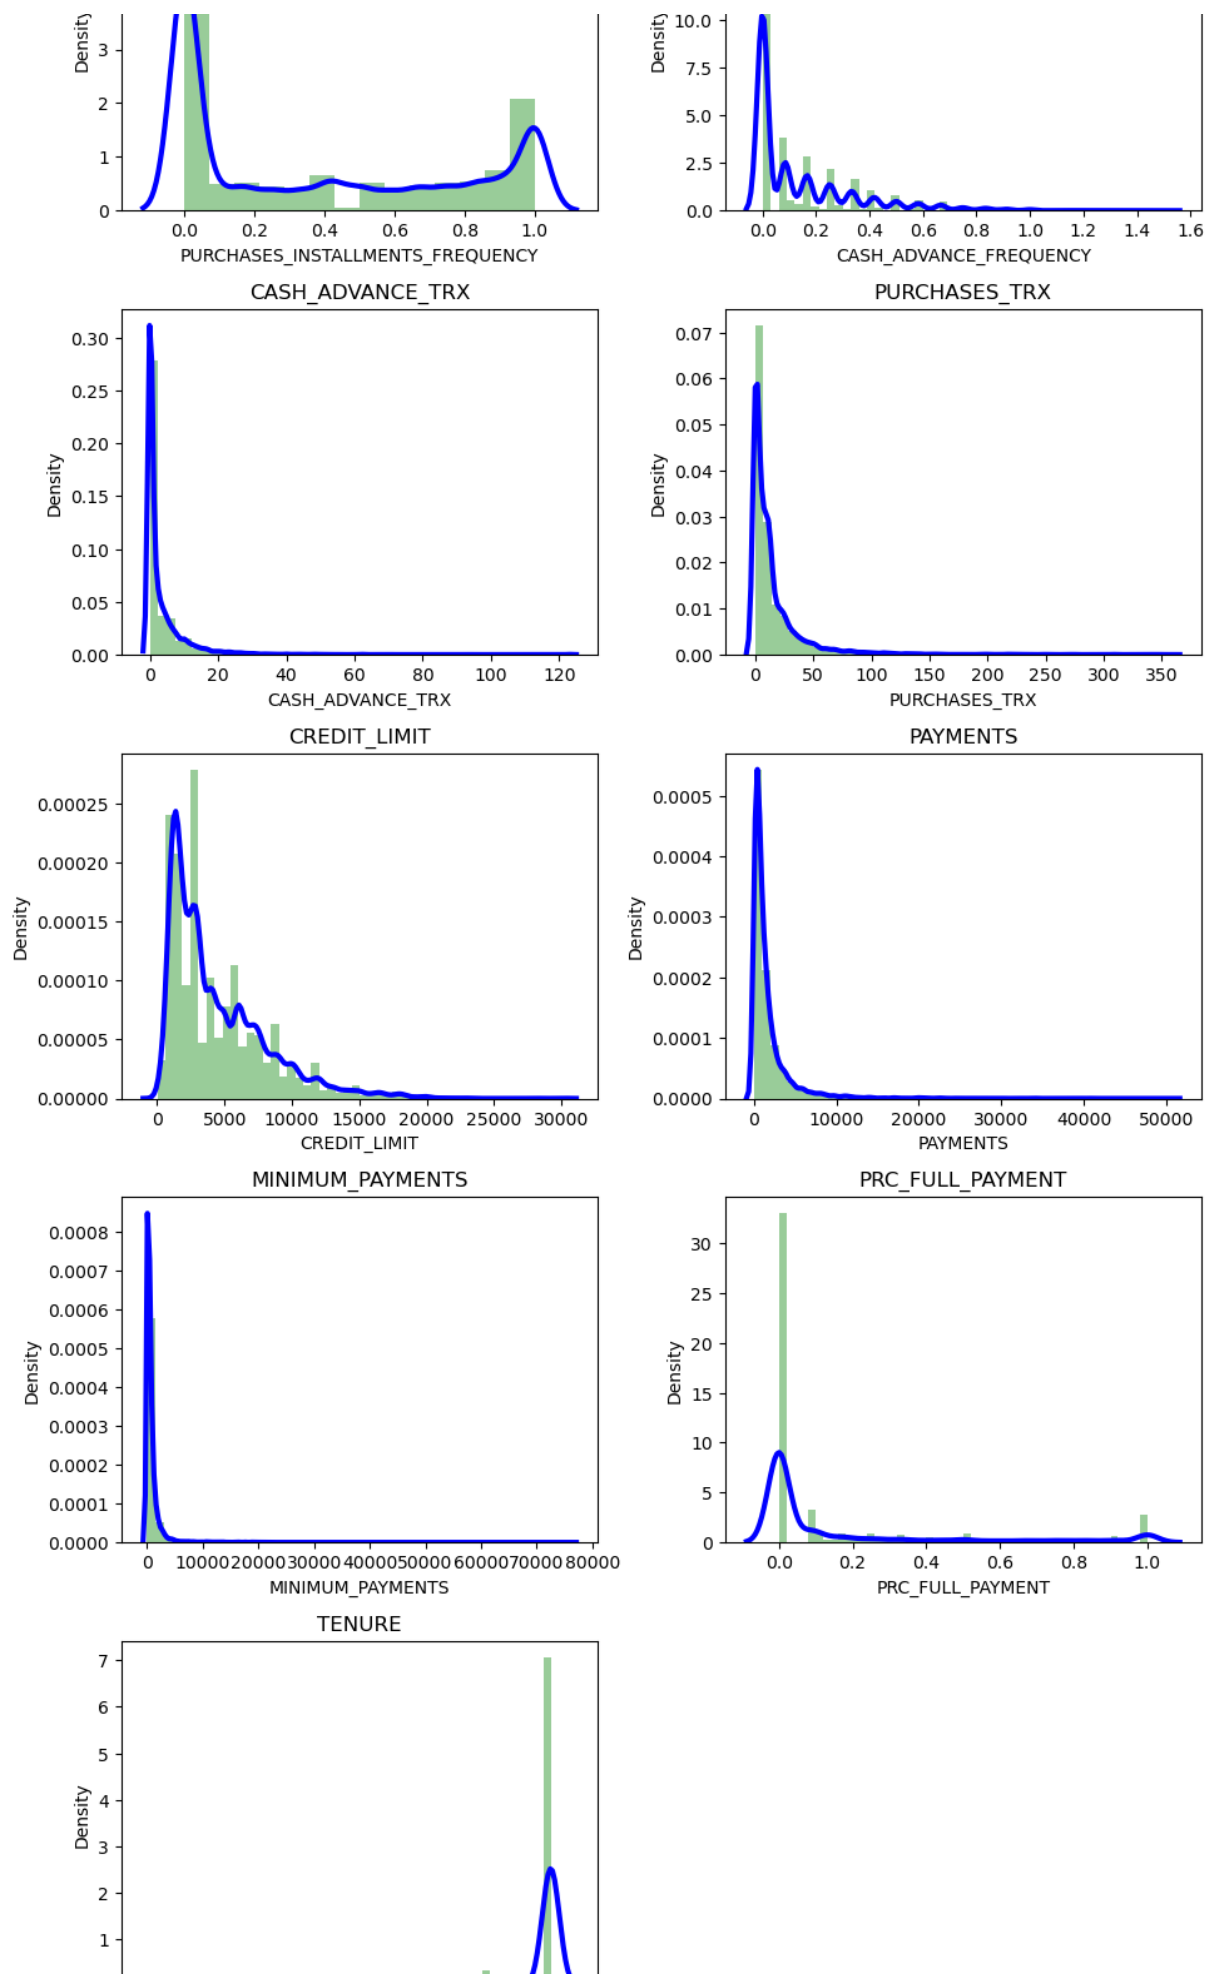 Density
3
2
1
0
0.0 0.2 0.4 0.6 0.8 1.0
PURCHASES_INSTALLMENTS_FREQUENCY
Density
10.0
7.5
5.0
2.5
0.0
0.0 0.2 0.4 0.6 0.8 1.0 1.2 1.4 1.6
CASH_ADVANCE_FREQUENCY
CASH_ADVANCE_TRX
Density
0.30
0.25
0.20
0.15
0.10
0.05
0.00
0 20 40 60 80 100 120
CASH_ADVANCE_TRX
PURCHASES_TRX
Density
0.07
0.06
0.05
0.04
0.03
0.02
0.01
0.00
0 50 100 150 200 250 300 350
PURCHASES_TRX
CREDIT_LIMIT
Density
0.00025
0.00020
0.00015
0.00010
0.00005
0.00000
0 5000 10000 15000 20000 25000 30000
CREDIT_LIMIT
PAYMENTS
Density
0.0005
0.0004
0.0003
0.0002
0.0001
0.0000
0 10000 20000 30000 40000 50000
PAYMENTS
MINIMUM_PAYMENTS
Density
0.0008
0.0007
0.0006
0.0005
0.0004
0.0003
0.0002
0.0001
0.0000
0 10000 20000 30000 40000 50000 60000 70000 80000
MINIMUM_PAYMENTS
PRC_FULL_PAYMENT
Density
30
25
20
15
10
5
0
0.0 0.2 0.4 0.6 0.8 1.0
PRC_FULL_PAYMENT
TENURE
Density
7
6
5
4
3
2
1